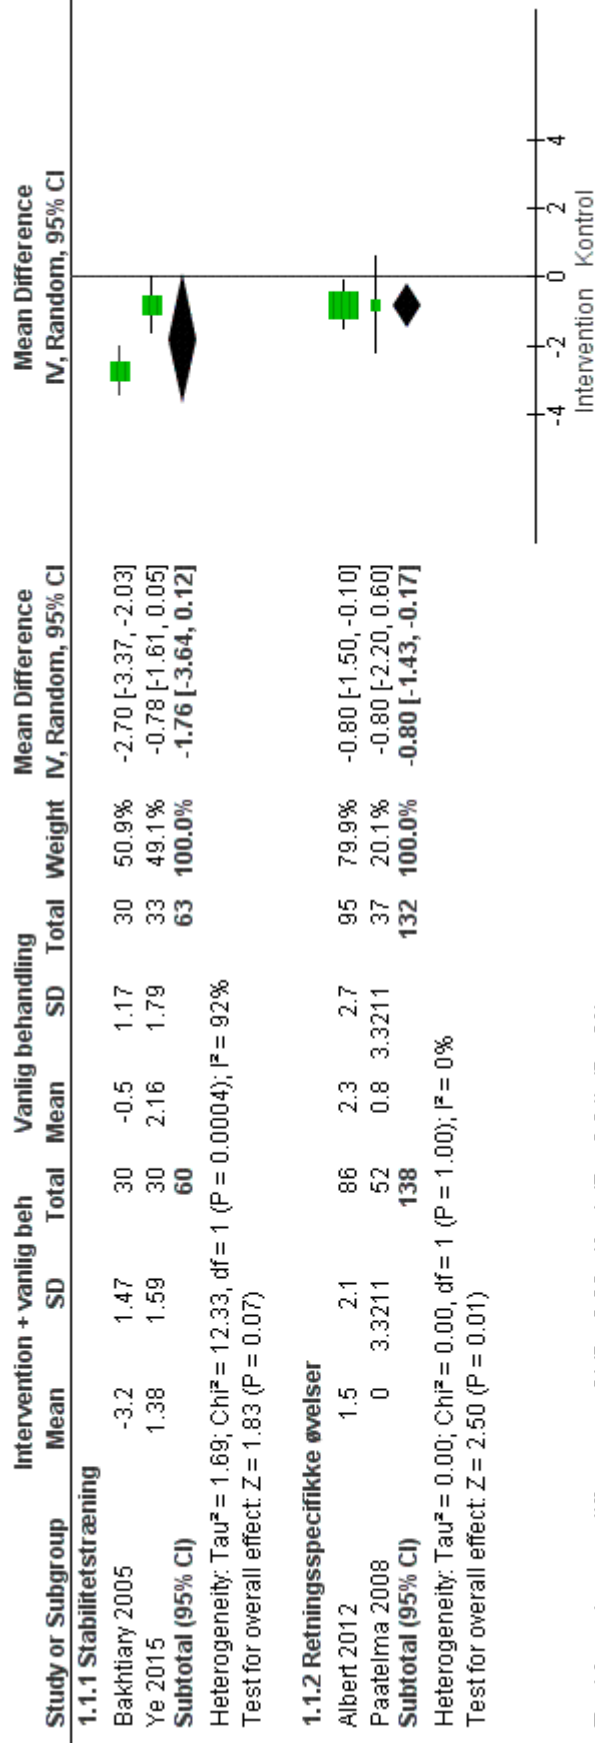 Intervention + vanlig beh Vanlig behandling Mean Difference Mean Difference
Study or Subgroup Mean SD Total Mean SD Total Weight IV, Random, 95% CI IV, Random, 95% CI
1.1.1 Stabilitetstræning
Bakhtiary 2005 -3.2 1.47 30 -0.5 1.17 30 50.9% -2.70 [-3.37, -2.03]
Ye 2015 1.38 1.59 30 2.16 1.79 33 49.1% -0.78 [-1.61, 0.05]
Subtotal (95% CI) 60 63 100.0% -1.76 [-3.64, 0.12]
Heterogeneity: Tau² = 1.69; Chi² = 12.33, df = 1 (P = 0.0004); I² = 92%
Test for overall effect: Z = 1.83 (P = 0.07)
1.1.2 Retningsspecifikke øvelser
Albert 2012 1.5 2.1 86 2.3 2.7 95 79.9% -0.80 [-1.50, -0.10]
Paatelma 2008 0 3.3211 52 0.8 3.3211 37 20.1% -0.80 [-2.20, 0.60]
Subtotal (95% CI) 138 132 100.0% -0.80 [-1.43, -0.17]
Heterogeneity: Tau² = 0.00; Chi² = 0.00, df = 1 (P = 1.00); I² = 0%
Test for overall effect: Z = 2.50 (P = 0.01)
-4 -2 0 2 4
Intervention Kontrol